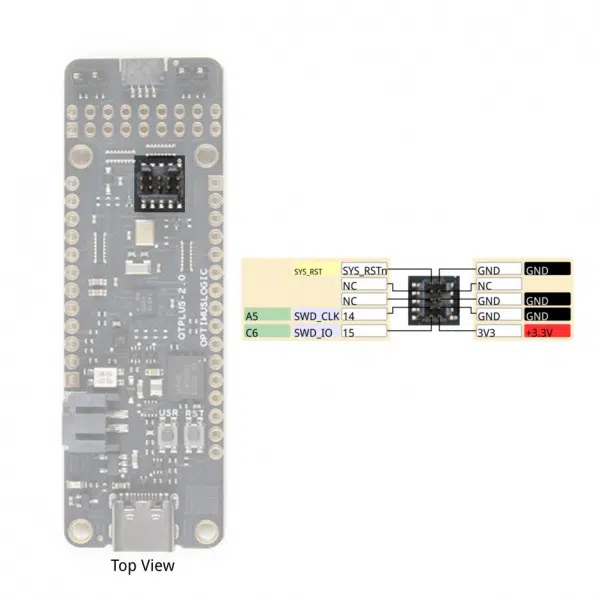 OTPLUS-2.0
OPTIMUSLOGIC
USR RST
SYS_RST SYS_RSTn GND GND
NC NC
NC GND GND
A5 SWD_CLK 14 GND GND
C6 SWD_IO 15 3V3 +3.3V
Top View